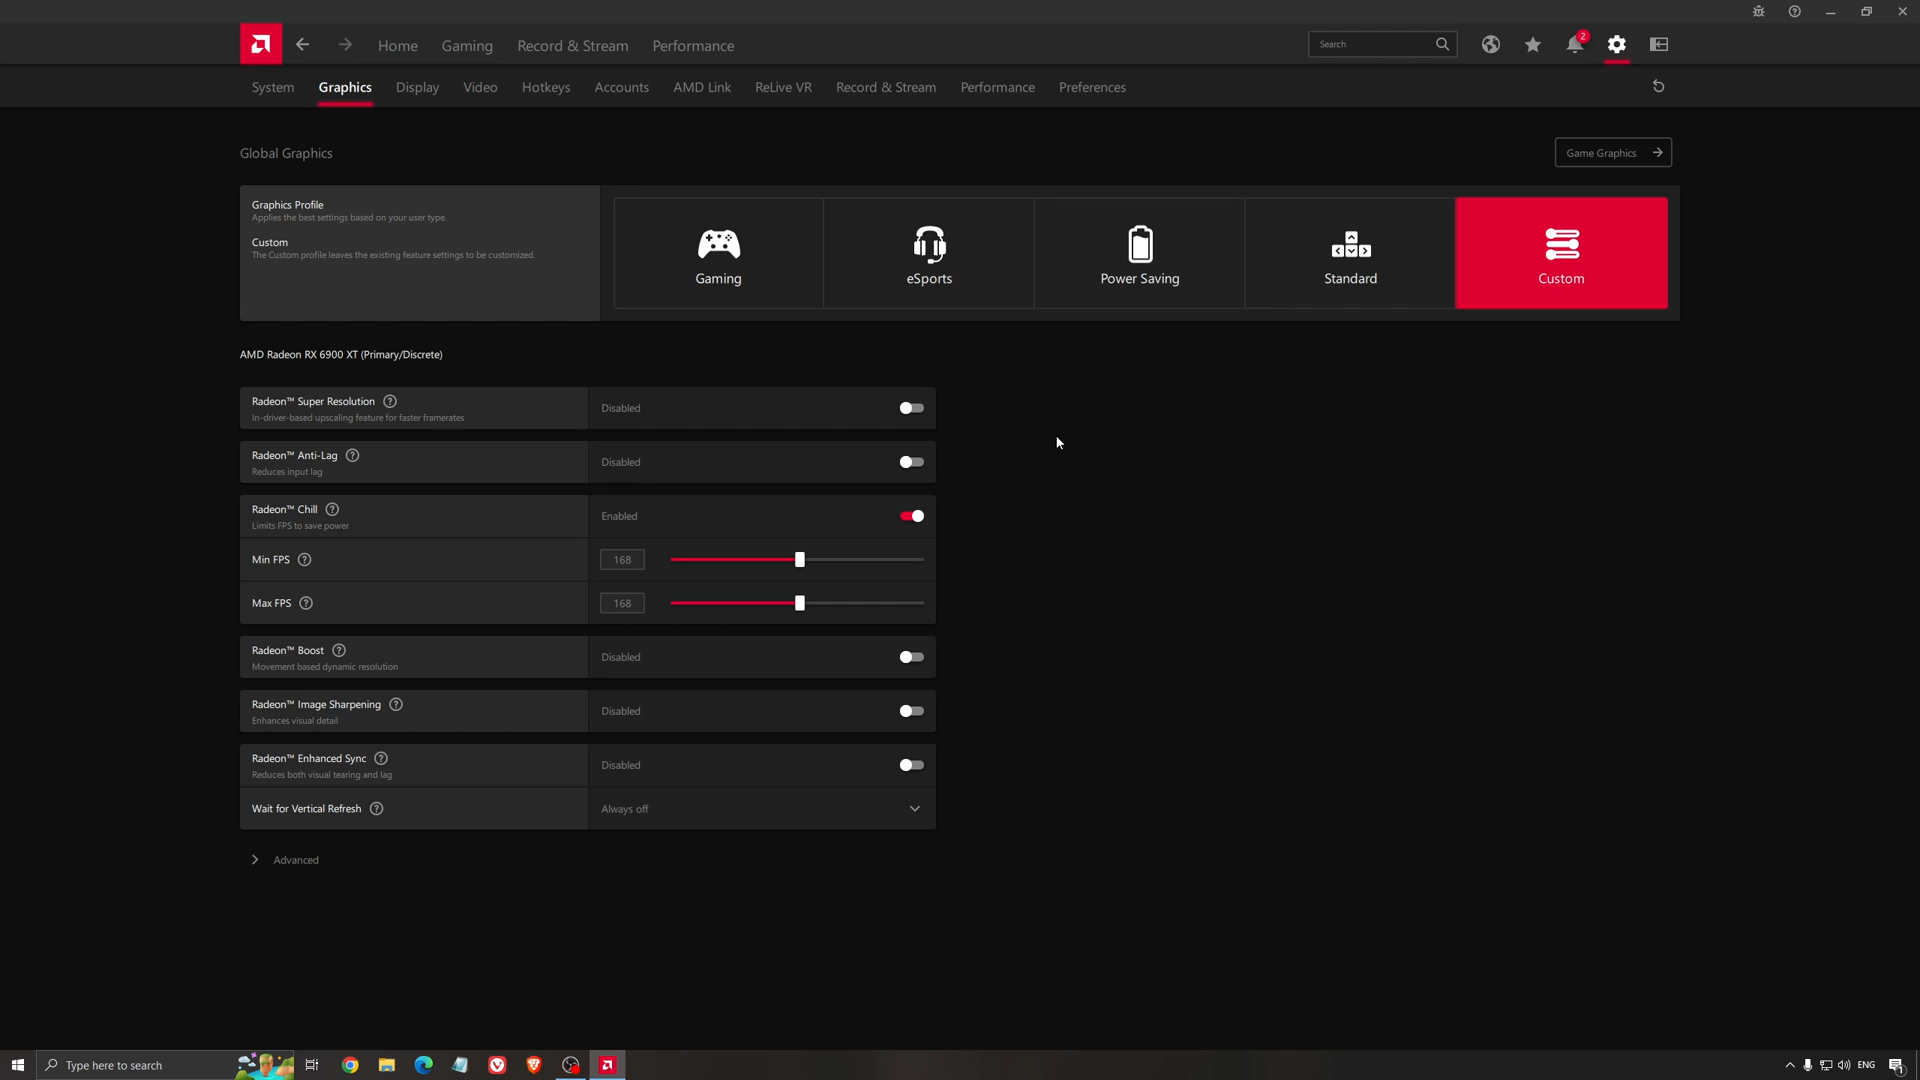 Home Gaming Record & Stream Performance Search 2
System Graphics Display Video Hotkeys Accounts AMD Link ReLive VR Record & Stream Performance Preferences
Global Graphics Game Graphics
Graphics Profile
Applies the best settings based on your user type.
Custom
The Custom profile leaves the existing feature settings to be customized.
Gaming eSports Power Saving Standard Custom
AMD Radeon RX 6900 XT (Primary/Discrete)
Radeon™ Super Resolution ? Disabled
In-driver-based upscaling feature for faster framerates
Radeon™ Anti-Lag ? Disabled
Reduces input lag
Radeon™ Chill ? Enabled
Limits FPS to save power
Min FPS ? 168
Max FPS ? 168
Radeon™ Boost ? Disabled
Movement based dynamic resolution
Radeon™ Image Sharpening ? Disabled
Enhances visual detail
Radeon™ Enhanced Sync ? Disabled
Reduces both visual tearing and lag
Wait for Vertical Refresh ? Always off
Advanced
Type here to search ENG 1